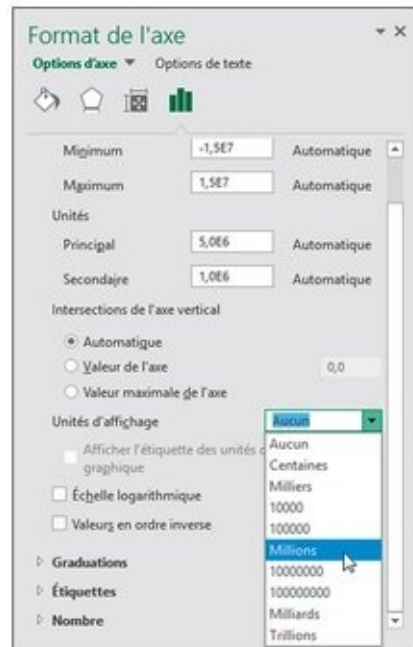 Format de l'axe
Options d'axe Options de texte
Minimum -1,5E7 Automatique
Maximum 1,5E7 Automatique
Unités
Principal 5,0E6 Automatique
Secondaire 1,0E6 Automatique
Intersections de l'axe vertical
Automatique
Valeur de l'axe 0,0
Valeur maximale de l'axe
Unités d'affichage Aucun
Afficher l'étiquette des unités
graphique
Échelle logarithmique
Valeurs en ordre inverse
Graduations
Étiquettes
Nombre
Aucun
Centaines
Milliers
10000
100000
Millions
10000000
100000000
Milliards
Trillions